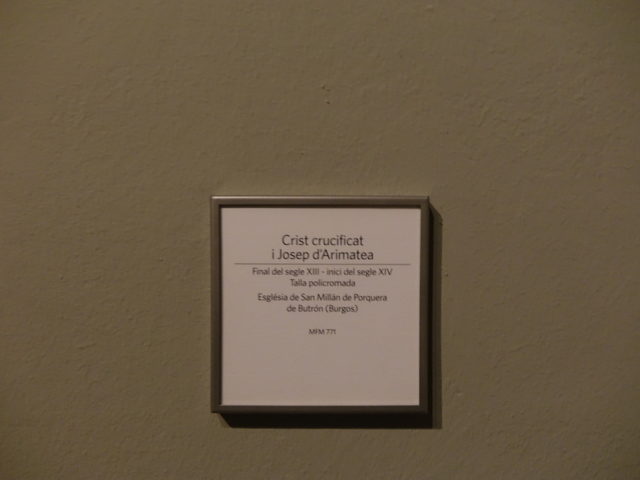 Crist crucificat
i Josep d'Arimatea
Final del segle XIII - inici del segle XIV
Talla policromada
Església de San Millán de Porquera
de Butrón (Burgos)
MFM 771